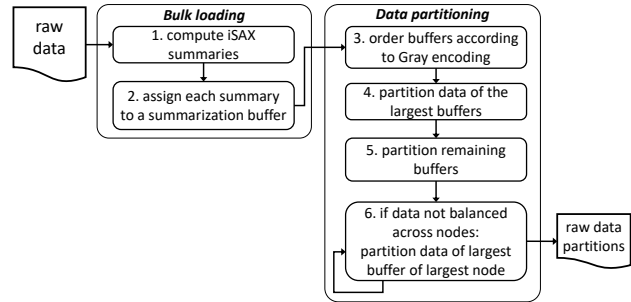 raw
data
Bulk loading
1. compute iSAX
summaries
2. assign each summary
to a summarization buffer
Data partitioning
3. order buffers according
to Gray encoding
4. partition data of the
largest buffers
5. partition remaining
buffers
6. if data not balanced
across nodes:
partition data of largest
buffer of largest node
raw data
partitions